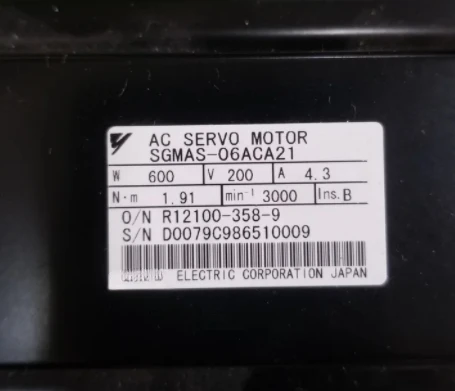 AC SERVO MOTOR
SGMAS-06ACA21
W 600 V 200 A 4.3
N·m 1.91 min⁻¹ 3000 Ins. B
O/N R12100-358-9
S/N D0079C986510009
ELECTRIC CORPORATION JAPAN